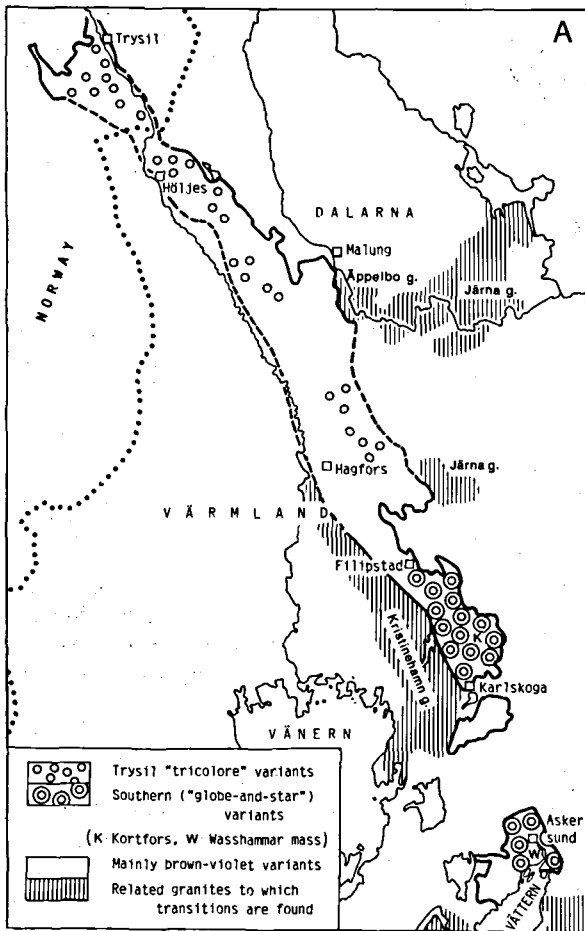 A
Trysil
Höljes
DALARNA
Malung
Äppelbo g.
Järna g.
NORWAY
Järna g.
Hagfors
VÄRMLAND
Filipstad
K
Kristinehamn g.
Karlskoga
VÄNERN
Asker
sund
W
VÄTTERN
Trysil "tricolore" variants
Southern ("globe-and-star")
variants
(K Kortfors, W Wasshammar mass)
Mainly brown-violet variants
Related granites to which
transitions are found